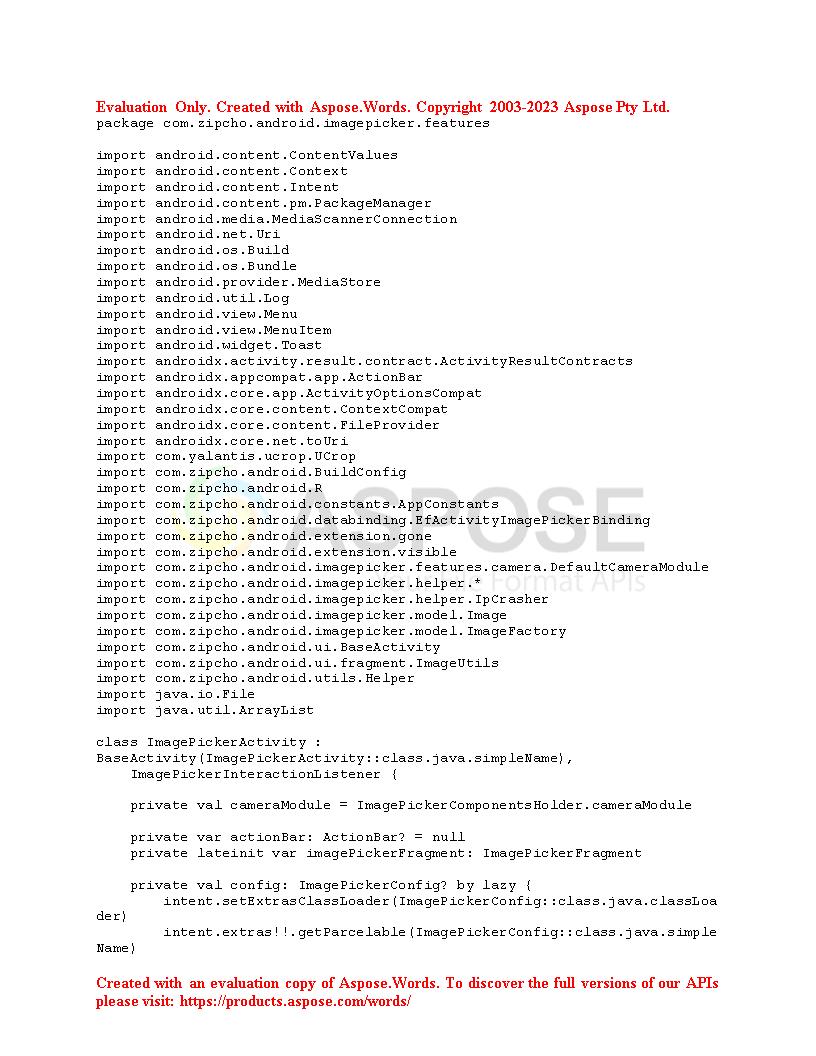 Evaluation Only. Created with Aspose.Words. Copyright 2003-2023 Aspose Pty Ltd.
package com.zipcho.android.imagepicker.features

import android.content.ContentValues
import android.content.Context
import android.content.Intent
import android.content.pm.PackageManager
import android.media.MediaScannerConnection
import android.net.Uri
import android.os.Build
import android.os.Bundle
import android.provider.MediaStore
import android.util.Log
import android.view.Menu
import android.view.MenuItem
import android.widget.Toast
import androidx.activity.result.contract.ActivityResultContracts
import androidx.appcompat.app.ActionBar
import androidx.core.app.ActivityOptionsCompat
import androidx.core.content.ContextCompat
import androidx.core.content.FileProvider
import androidx.core.net.toUri
import com.yalantis.ucrop.UCrop
import com.zipcho.android.BuildConfig
import com.zipcho.android.R
import com.zipcho.android.constants.AppConstants
import com.zipcho.android.databinding.EfActivityImagePickerBinding
import com.zipcho.android.extension.gone
import com.zipcho.android.extension.visible
import com.zipcho.android.imagepicker.features.camera.DefaultCameraModule
import com.zipcho.android.imagepicker.helper.*
import com.zipcho.android.imagepicker.helper.IpCrasher
import com.zipcho.android.imagepicker.model.Image
import com.zipcho.android.imagepicker.model.ImageFactory
import com.zipcho.android.ui.BaseActivity
import com.zipcho.android.ui.fragment.ImageUtils
import com.zipcho.android.utils.Helper
import java.io.File
import java.util.ArrayList

class ImagePickerActivity :
BaseActivity(ImagePickerActivity::class.java.simpleName),
    ImagePickerInteractionListener {

    private val cameraModule = ImagePickerComponentsHolder.cameraModule

    private var actionBar: ActionBar? = null
    private lateinit var imagePickerFragment: ImagePickerFragment

    private val config: ImagePickerConfig? by lazy {
        intent.setExtrasClassLoader(ImagePickerConfig::class.java.classLoa
der)
        intent.extras!!.getParcelable(ImagePickerConfig::class.java.simple
Name)

ASPOSE
Format APIs
Created with an evaluation copy of Aspose.Words. To discover the full versions of our APIs
please visit: https://products.aspose.com/words/